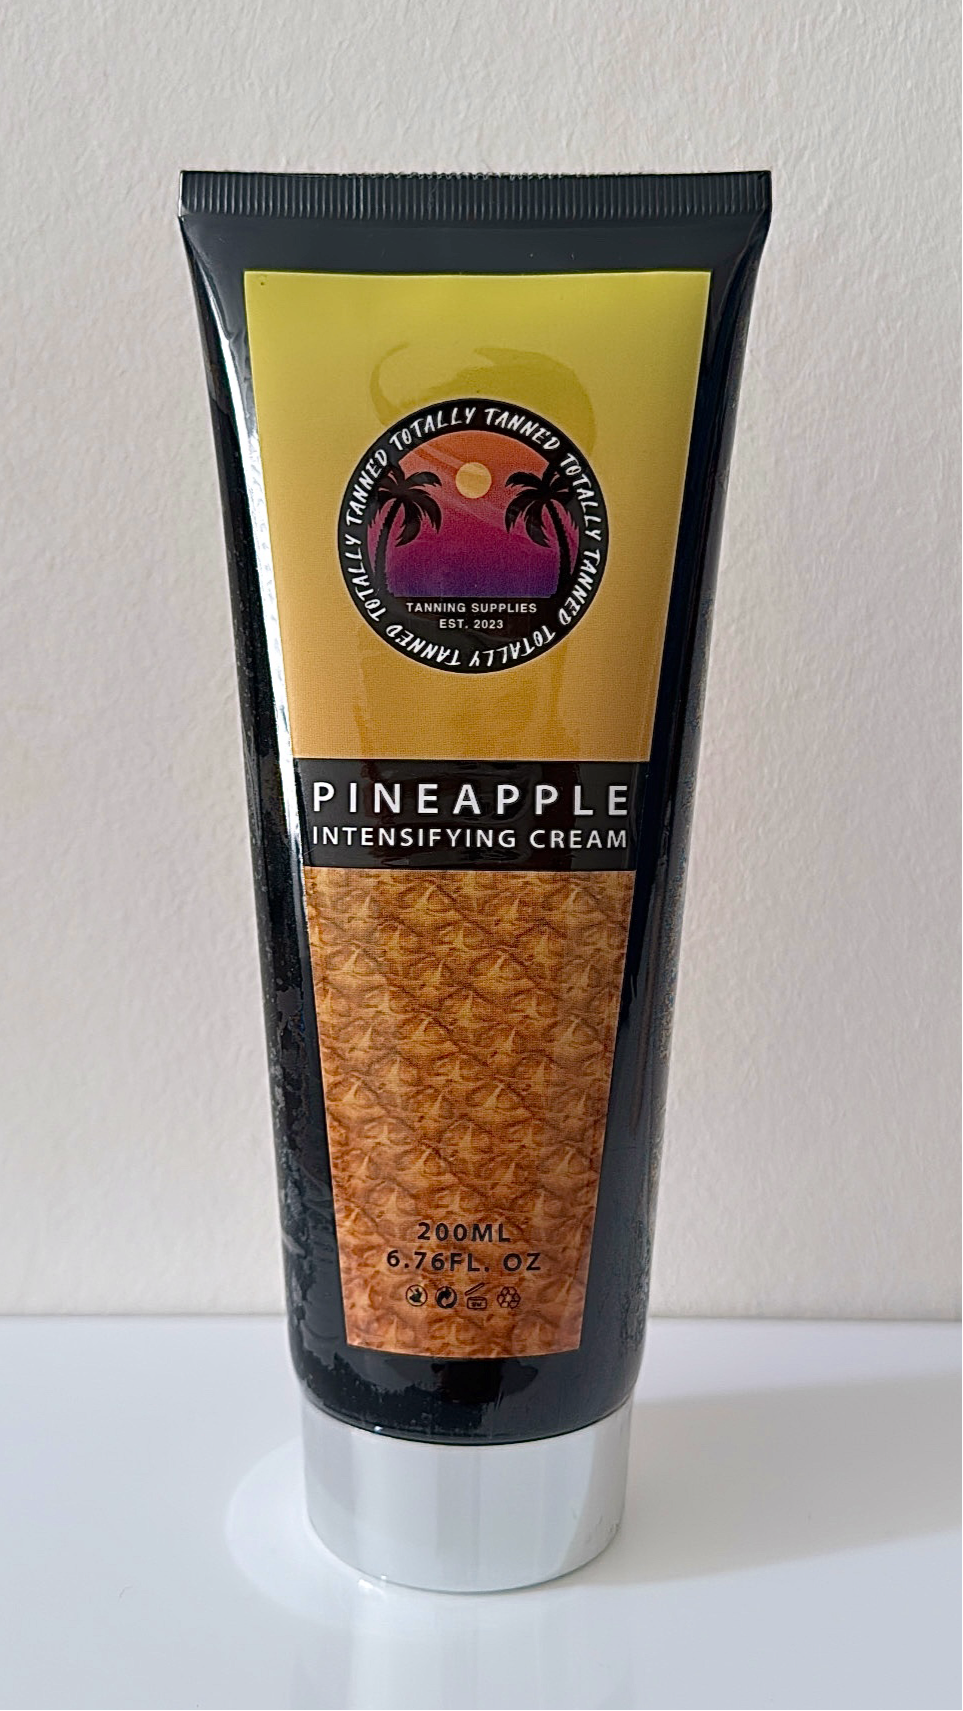 TOTALLY TANNED TOTALLY TANNED TOTALLY TANNED TOTALLY TANNED
TANNING SUPPLIES
EST. 2023
PINEAPPLE
INTENSIFYING CREAM
200ML
6.76FL. OZ